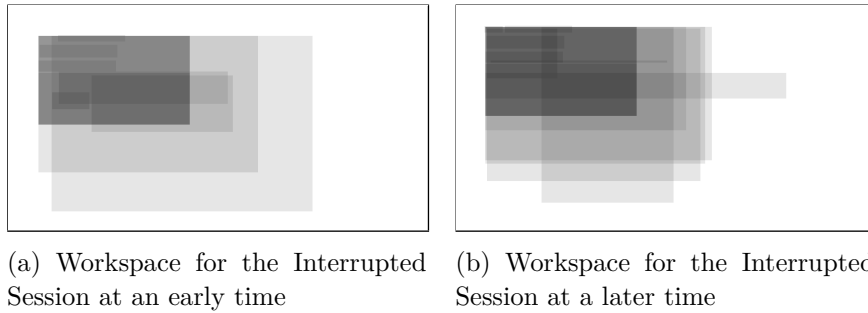 (a) Workspace for the Interrupted
Session at an early time
(b) Workspace for the Interrupted
Session at a later time